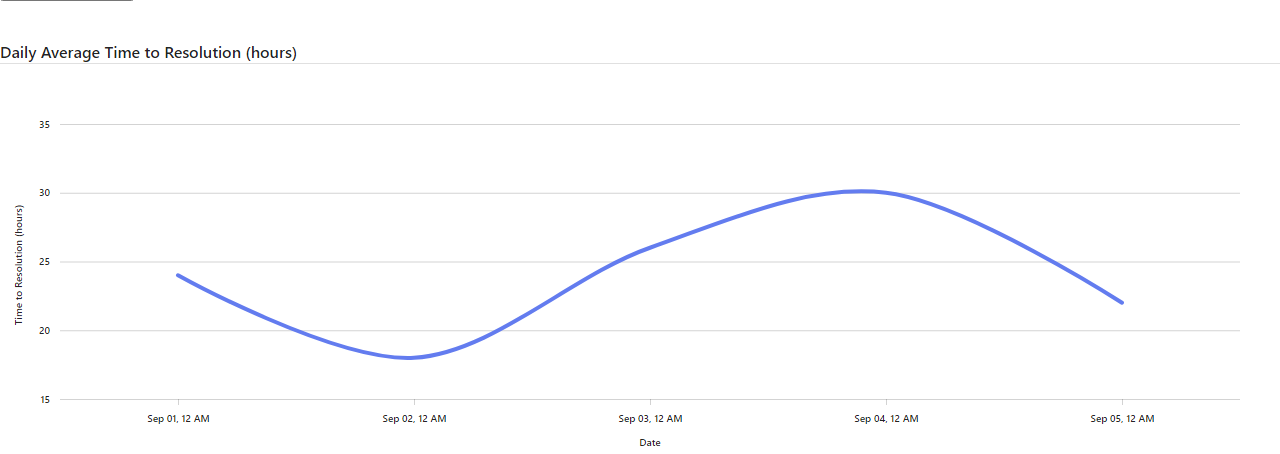 Daily Average Time to Resolution (hours)
35
30
25
20
15
Time to Resolution (hours)
Sep 01, 12 AM
Sep 02, 12 AM
Sep 03, 12 AM
Sep 04, 12 AM
Sep 05, 12 AM
Date